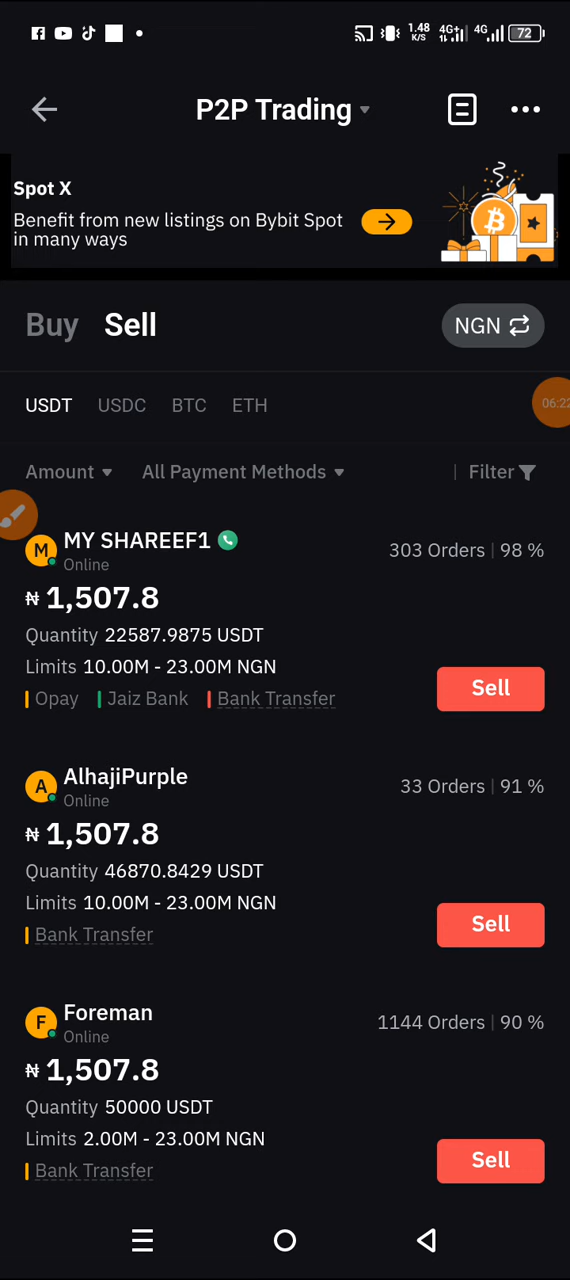 1.48 K/S 4G+ 4G 72
P2P Trading
Spot X
Benefit from new listings on Bybit Spot
in many ways
Buy Sell NGN
USDT USDC BTC ETH
06:22
Amount All Payment Methods | Filter
M MY SHAREEF1 303 Orders | 98 %
Online
₦ 1,507.8
Quantity 22587.9875 USDT
Limits 10.00M - 23.00M NGN
Opay Jaiz Bank Bank Transfer Sell
A AlhajiPurple 33 Orders | 91 %
Online
₦ 1,507.8
Quantity 46870.8429 USDT
Limits 10.00M - 23.00M NGN
Bank Transfer Sell
F Foreman 1144 Orders | 90 %
Online
₦ 1,507.8
Quantity 50000 USDT
Limits 2.00M - 23.00M NGN
Bank Transfer Sell